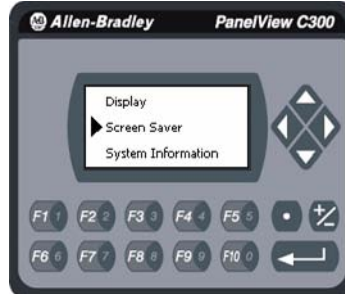 Allen-Bradley PanelView C300
Display
Screen Saver
System Information
F1 1 F2 2 F3 3 F4 4 F5 5 • +/-
F6 6 F7 7 F8 8 F9 9 F10 0